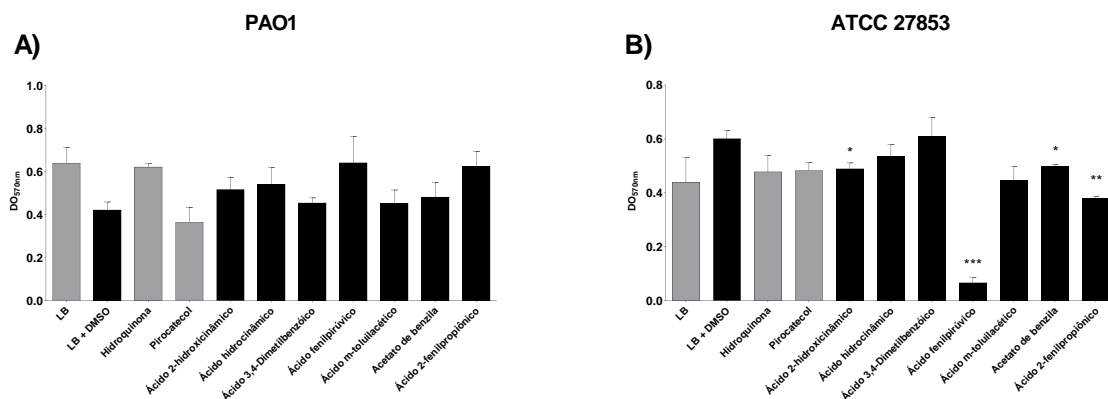 PAO1
A)
1.0
0.8
0.6
0.4
0.2
0.0
DO570nm
LB
LB + DMSO
Hidroquinona
Pirocatecol
Ácido 2-hidroxicinâmico
Ácido hidrocinâmico
Ácido 3,4-Dimetilbenzóico
Ácido fenilpirúvico
Ácido m-toluilacético
Acetato de benzila
Ácido 2-fenilpropiônico
ATCC 27853
B)
0.8
0.6
0.4
0.2
0.0
DO570nm
*
***
*
**
LB
LB + DMSO
Hidroquinona
Pirocatecol
Ácido 2-hidroxicinâmico
Ácido hidrocinâmico
Ácido 3,4-Dimetilbenzóico
Ácido fenilpirúvico
Ácido m-toluilacético
Acetato de benzila
Ácido 2-fenilpropiônico